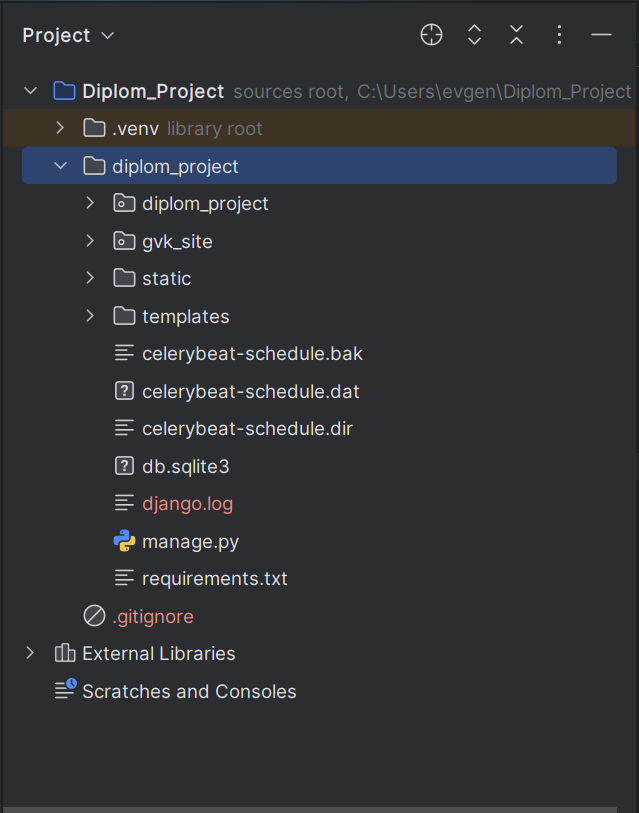 Project
Diplom_Project sources root, C:\Users\evgen\Diplom_Project
.venv library root
diplom_project
diplom_project
gvk_site
static
templates
celerybeat-schedule.bak
celerybeat-schedule.dat
celerybeat-schedule.dir
db.sqlite3
django.log
manage.py
requirements.txt
.gitignore
External Libraries
Scratches and Consoles